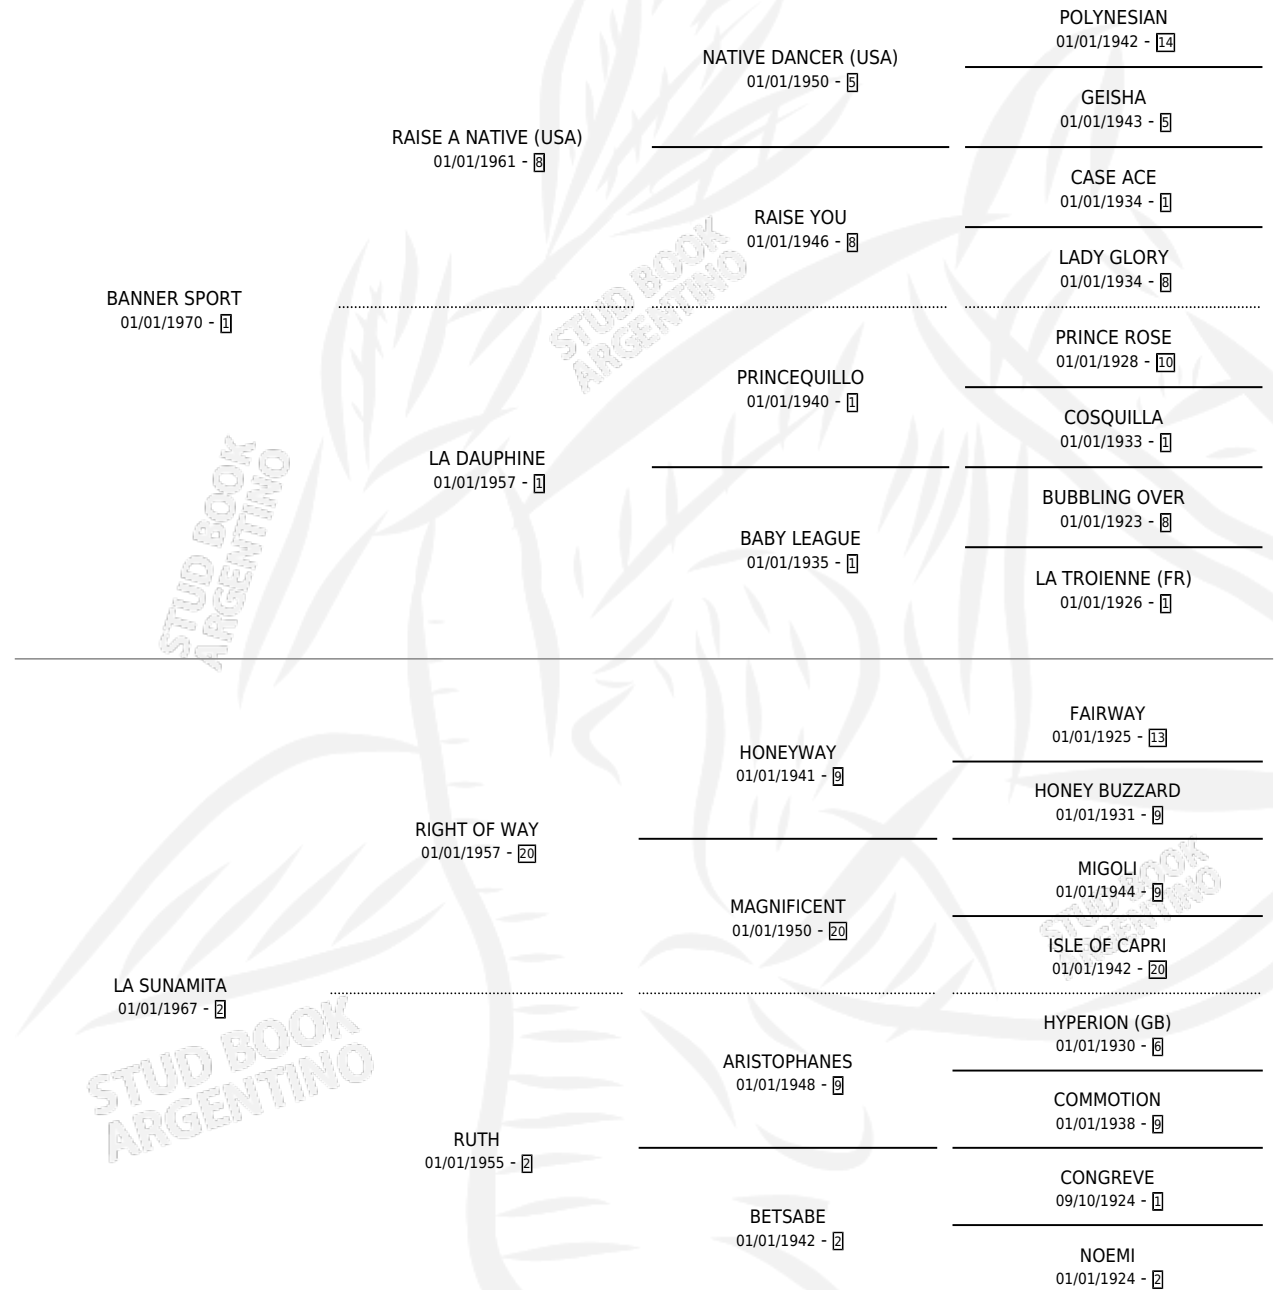 POLYNESIAN
01/01/1942 - 14
NATIVE DANCER (USA)
01/01/1950 - 5
GEISHA
01/01/1943 - 5
RAISE A NATIVE (USA)
01/01/1961 - 8
CASE ACE
01/01/1934 - 1
RAISE YOU
01/01/1946 - 8
LADY GLORY
01/01/1934 - 8
BANNER SPORT
01/01/1970 - 1
STUD BOOK
ARGENTINO
PRINCE ROSE
01/01/1928 - 10
PRINCEQUILLO
01/01/1940 - 1
COSQUILLA
01/01/1933 - 1
LA DAUPHINE
01/01/1957 - 1
BUBBLING OVER
01/01/1923 - 8
BABY LEAGUE
01/01/1935 - 1
LA TROIENNE (FR)
01/01/1926 - 1
STUD BOOK
ARGENTINO
FAIRWAY
01/01/1925 - 13
HONEYWAY
01/01/1941 - 9
HONEY BUZZARD
01/01/1931 - 9
RIGHT OF WAY
01/01/1957 - 20
MIGOLI
01/01/1944 - 9
MAGNIFICENT
01/01/1950 - 20
ISLE OF CAPRI
01/01/1942 - 20
STUD BOOK
ARGENTINO
LA SUNAMITA
01/01/1967 - 2
HYPERION (GB)
01/01/1930 - 6
ARISTOPHANES
01/01/1948 - 9
COMMOTION
01/01/1938 - 9
STUD BOOK
ARGENTINO
RUTH
01/01/1955 - 2
CONGREVE
09/10/1924 - 1
BETSABE
01/01/1942 - 2
NOEMI
01/01/1924 - 2